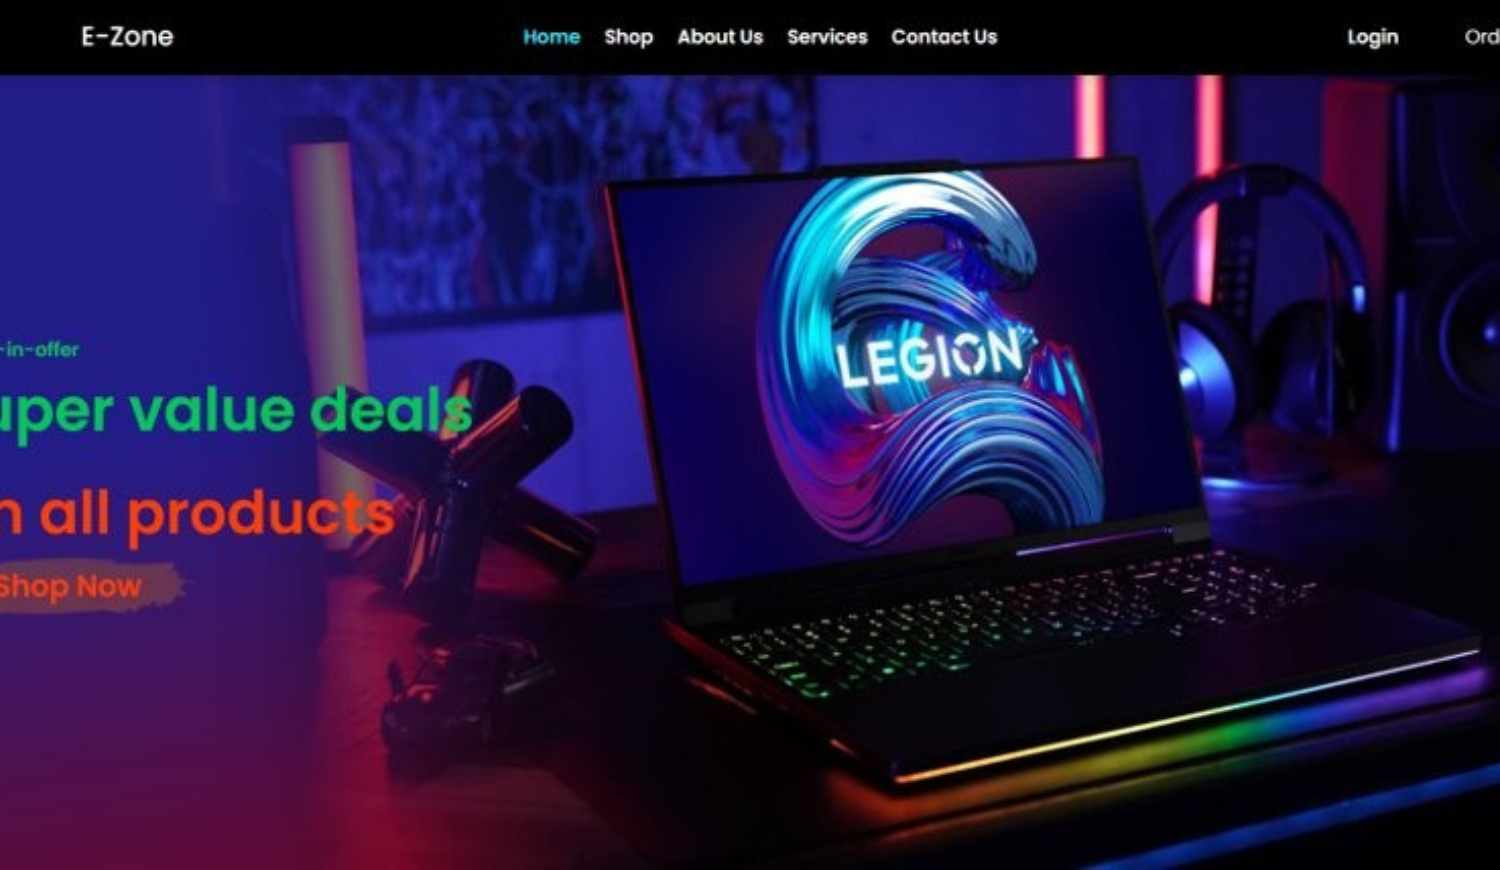 E-Zone
Home Shop About Us Services Contact Us
Login Ord
-in-offer
uper value deals
n all products
Shop Now
LEGION